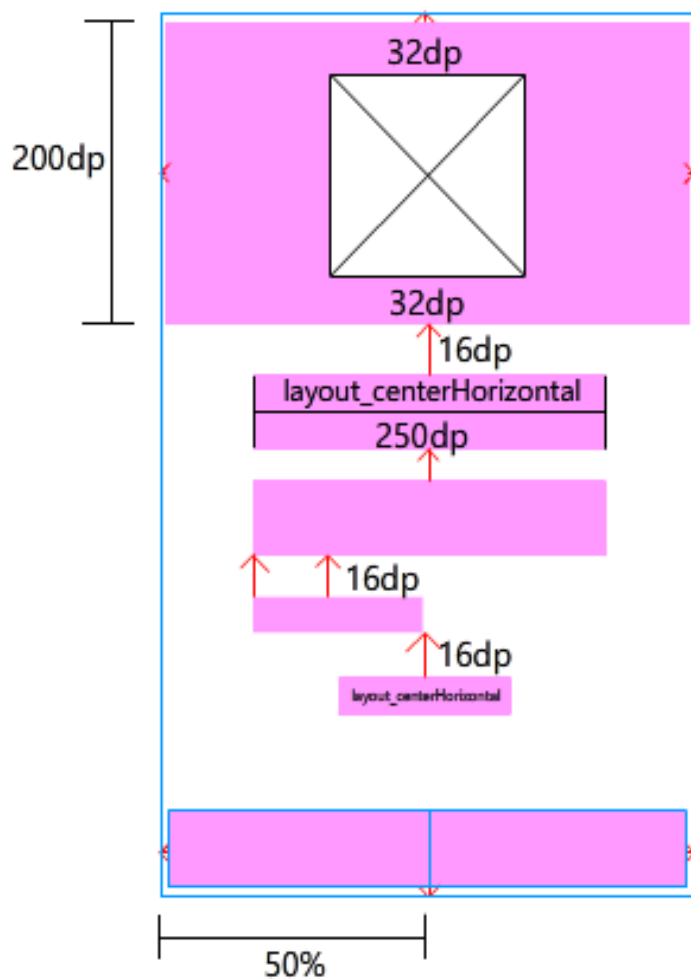 32dp
200dp
32dp
16dp
layout_centerHorizontal
250dp
16dp
16dp
layout_centerHorizontal
50%